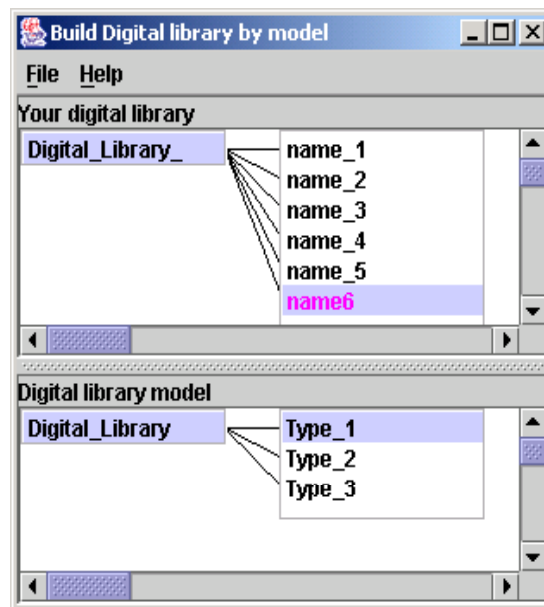 Build Digital library by model
File Help
Your digital library
Digital_Library_
name_1
name_2
name_3
name_4
name_5
name6
Digital library model
Digital_Library
Type_1
Type_2
Type_3